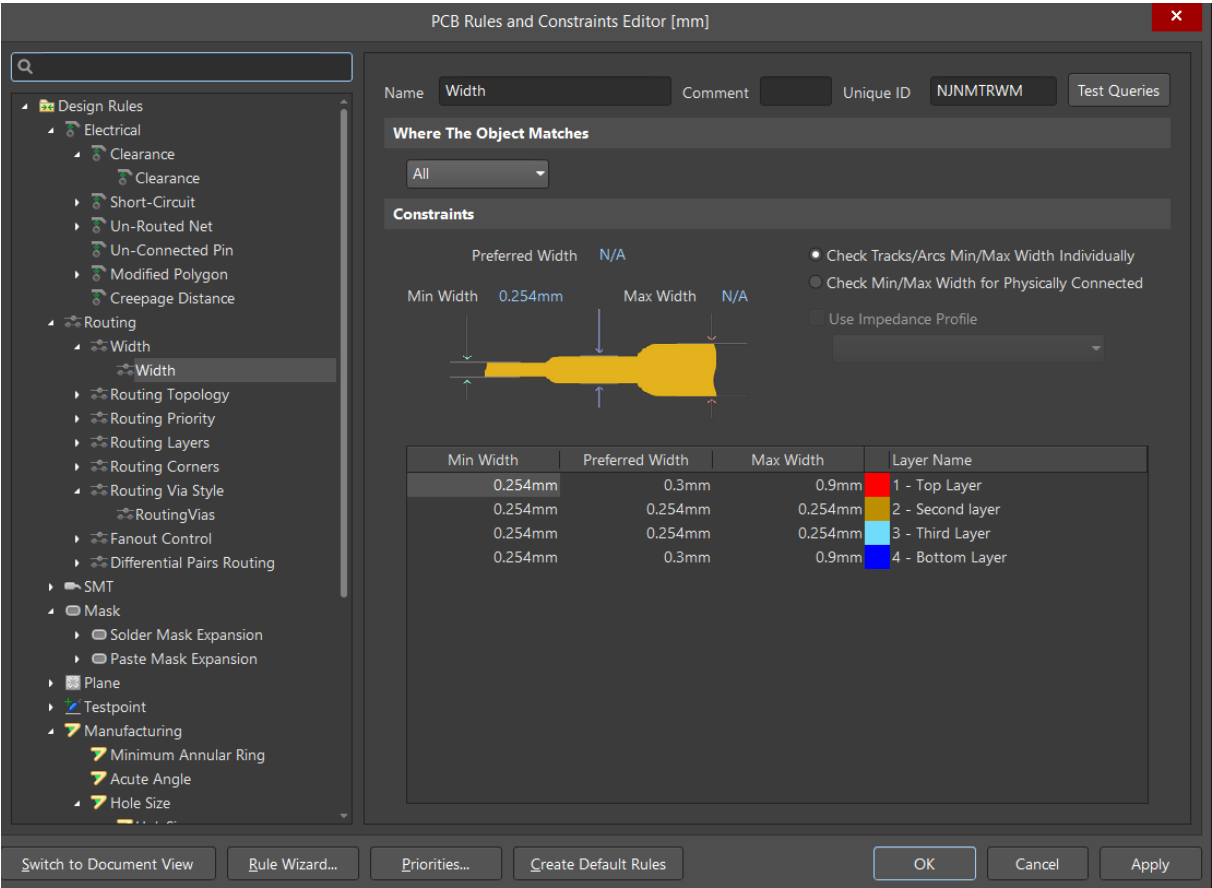 PCB Rules and Constraints Editor [mm]
Design Rules
Electrical
Clearance
Clearance
Short-Circuit
Un-Routed Net
Un-Connected Pin
Modified Polygon
Creepage Distance
Routing
Width
Width
Routing Topology
Routing Priority
Routing Layers
Routing Corners
Routing Via Style
RoutingVias
Fanout Control
Differential Pairs Routing
SMT
Mask
Solder Mask Expansion
Paste Mask Expansion
Plane
Testpoint
Manufacturing
Minimum Annular Ring
Acute Angle
Hole Size
Name Width Comment Unique ID NJNMTRWM Test Queries
Where The Object Matches
All
Constraints
Preferred Width N/A
Min Width 0.254mm Max Width N/A
Check Tracks/Arcs Min/Max Width Individually
Check Min/Max Width for Physically Connected
Use Impedance Profile
Min Width Preferred Width Max Width Layer Name
0.254mm 0.3mm 0.9mm 1 - Top Layer
0.254mm 0.254mm 0.254mm 2 - Second layer
0.254mm 0.254mm 0.254mm 3 - Third Layer
0.254mm 0.3mm 0.9mm 4 - Bottom Layer
Switch to Document View Rule Wizard... Priorities... Create Default Rules OK Cancel Apply